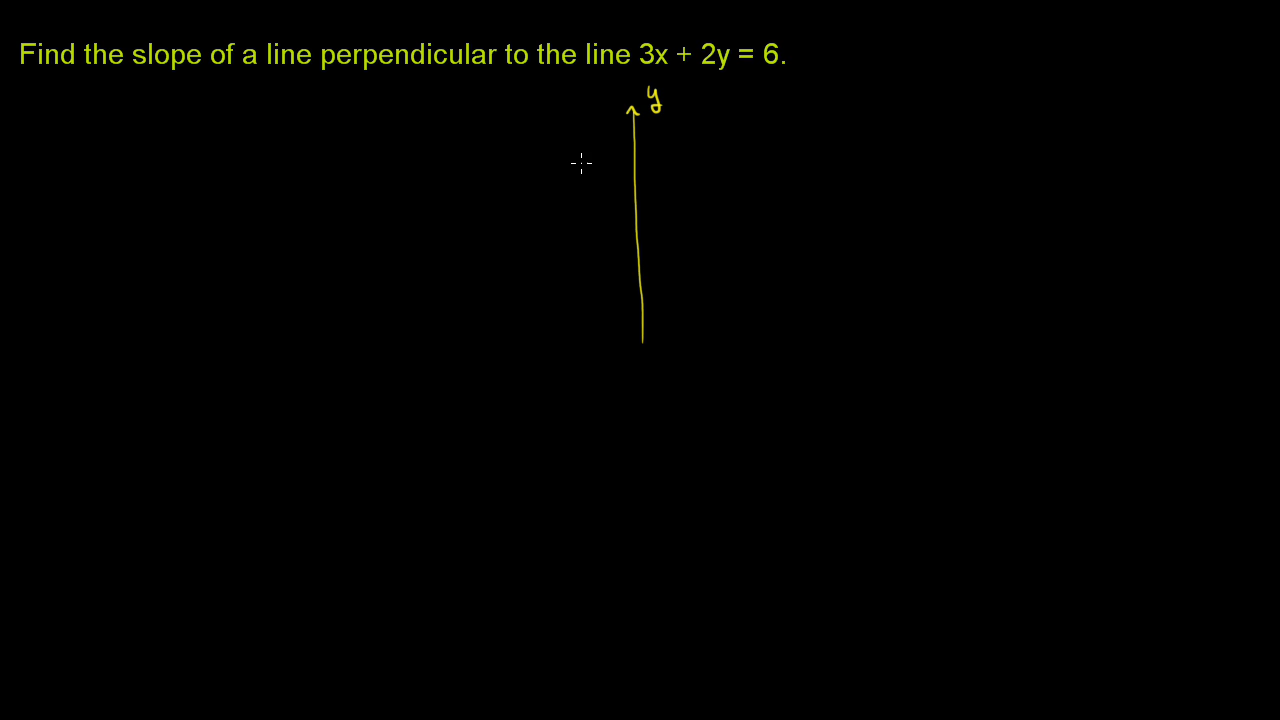 Find the slope of a line perpendicular to the line 3x + 2y = 6.
y